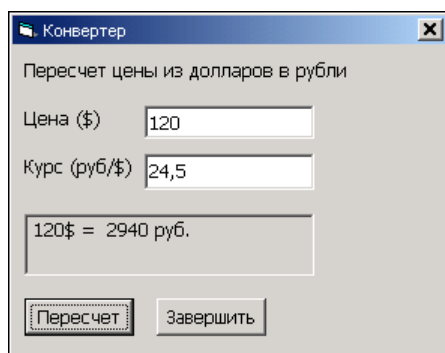 Конвертер
Пересчет цены из долларов в рубли
Цена ($) 120
Курс (руб/$) 24,5
120$ = 2940 руб.
Пересчет Завершить